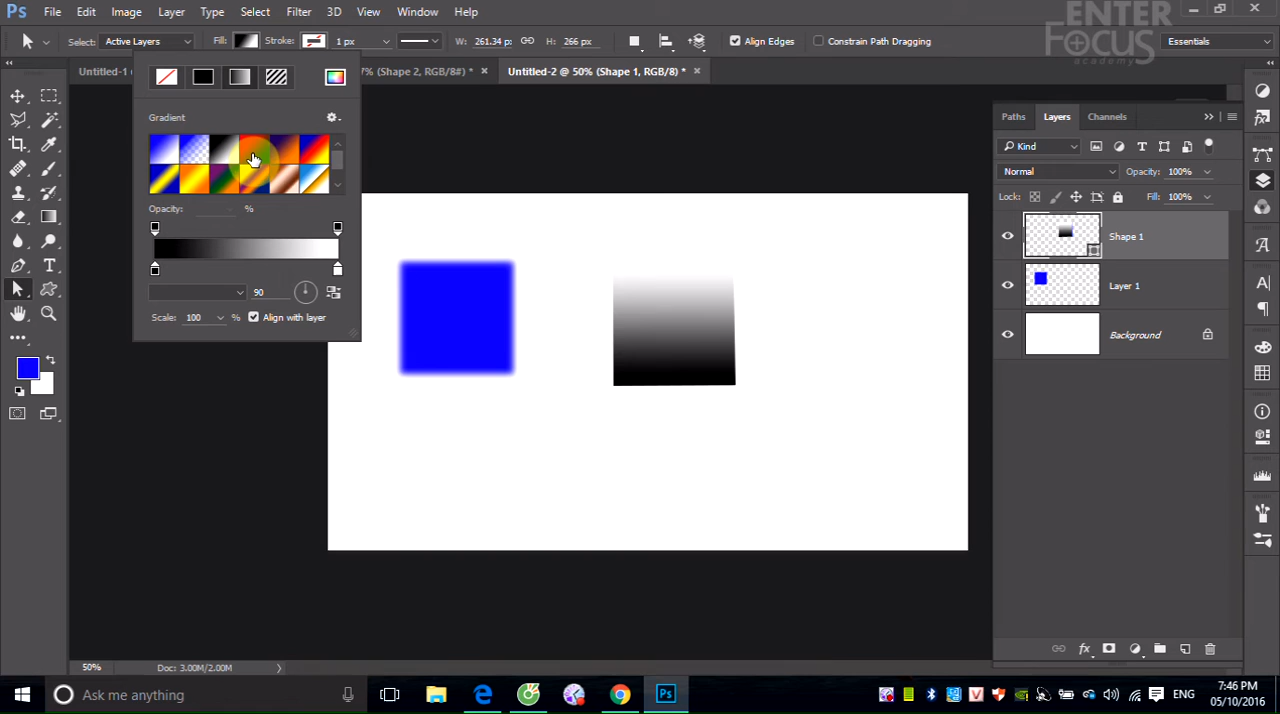 Ps File Edit Image Layer Type Select Filter 3D View Window Help
ENTER
FOCUS
academy
Select: Active Layers Fill: Stroke: 1 px W: 261.34 p: H: 266 px Align Edges Constrain Path Dragging Essentials
Untitled-1 7% (Shape 2, RGB/8#) * × Untitled-2 @ 50% (Shape 1, RGB/8) * ×
Gradient
Opacity: %
90
Scale: 100 % Align with layer
Paths Layers Channels
Kind
Normal Opacity: 100%
Lock: Fill: 100%
Shape 1
Layer 1
Background
50% Doc: 3.00M/2.00M
Ask me anything
ENG
7:46 PM
05/10/2016